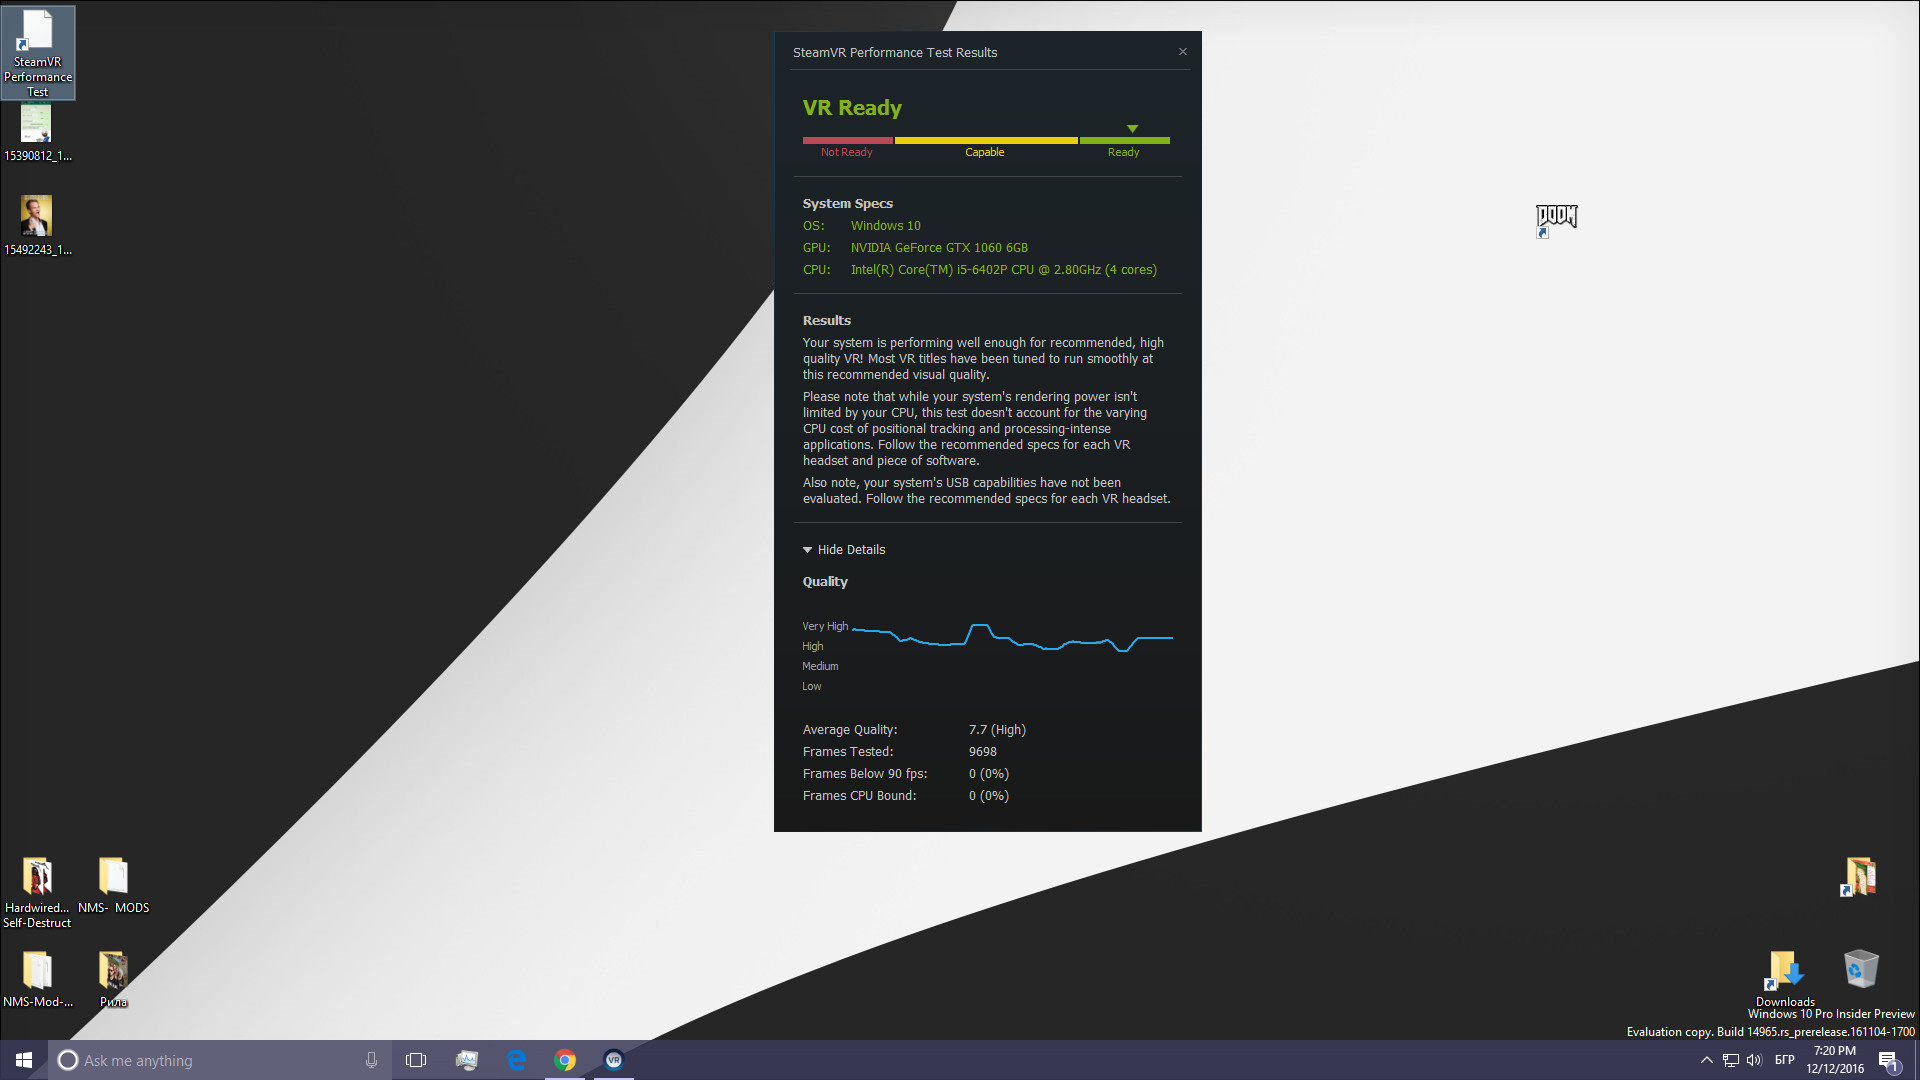 SteamVR
Performance
Test
15390812_1...
15492243_1...
SteamVR Performance Test Results
VR Ready
Not Ready
Capable
Ready
System Specs
OS: Windows 10
GPU: NVIDIA GeForce GTX 1060 6GB
CPU: Intel(R) Core(TM) i5-6402P CPU @ 2.80GHz (4 cores)
Results
Your system is performing well enough for recommended, high
quality VR! Most VR titles have been tuned to run smoothly at
this recommended visual quality.
Please note that while your system's rendering power isn't
limited by your CPU, this test doesn't account for the varying
CPU cost of positional tracking and processing-intense
applications. Follow the recommended specs for each VR
headset and piece of software.
Also note, your system's USB capabilities have not been
evaluated. Follow the recommended specs for each VR headset.
Hide Details
Quality
Very High
High
Medium
Low
Average Quality: 7.7 (High)
Frames Tested: 9698
Frames Below 90 fps: 0 (0%)
Frames CPU Bound: 0 (0%)
DOOM
Hardwired...
Self-Destruct
NMS- MODS
NMS-Mod-...
Рила
Downloads
Windows 10 Pro Insider Preview
Evaluation copy. Build 14965.rs_prerelease.161104-1700
Ask me anything
VR
БГР
7:20 PM
12/12/2016
1